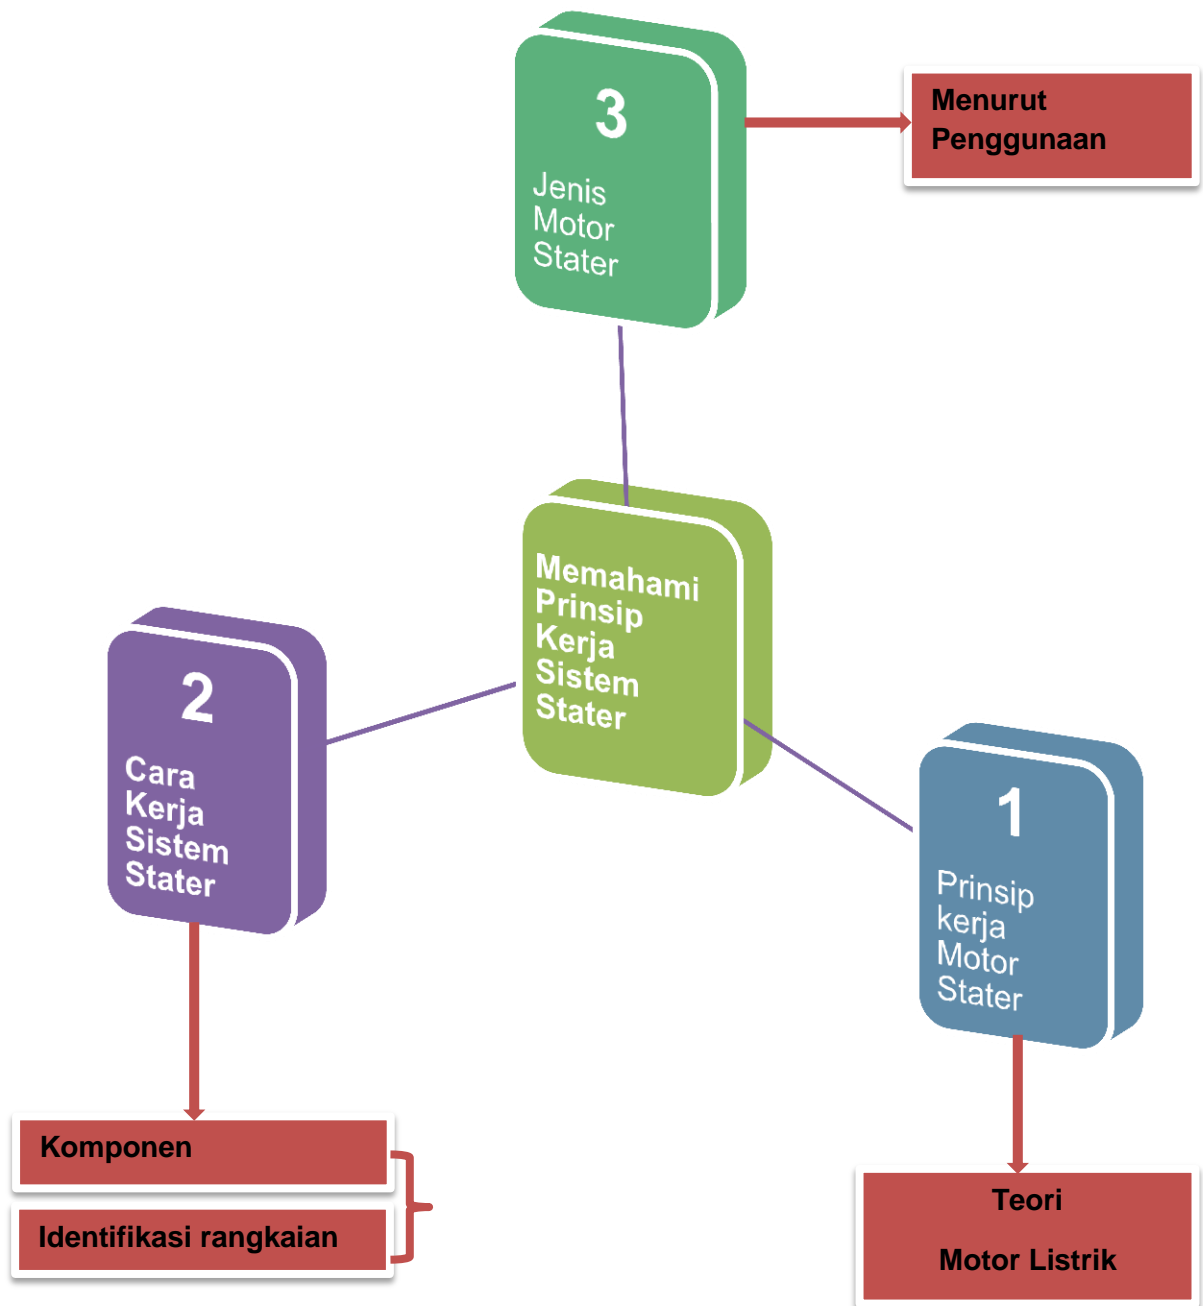 3
Jenis
Motor
Stater
Menurut
Penggunaan
Memahami
Prinsip
Kerja
Sistem
Stater
2
Cara
Kerja
Sistem
Stater
1
Prinsip
kerja
Motor
Stater
Komponen
Identifikasi rangkaian
Teori
Motor Listrik